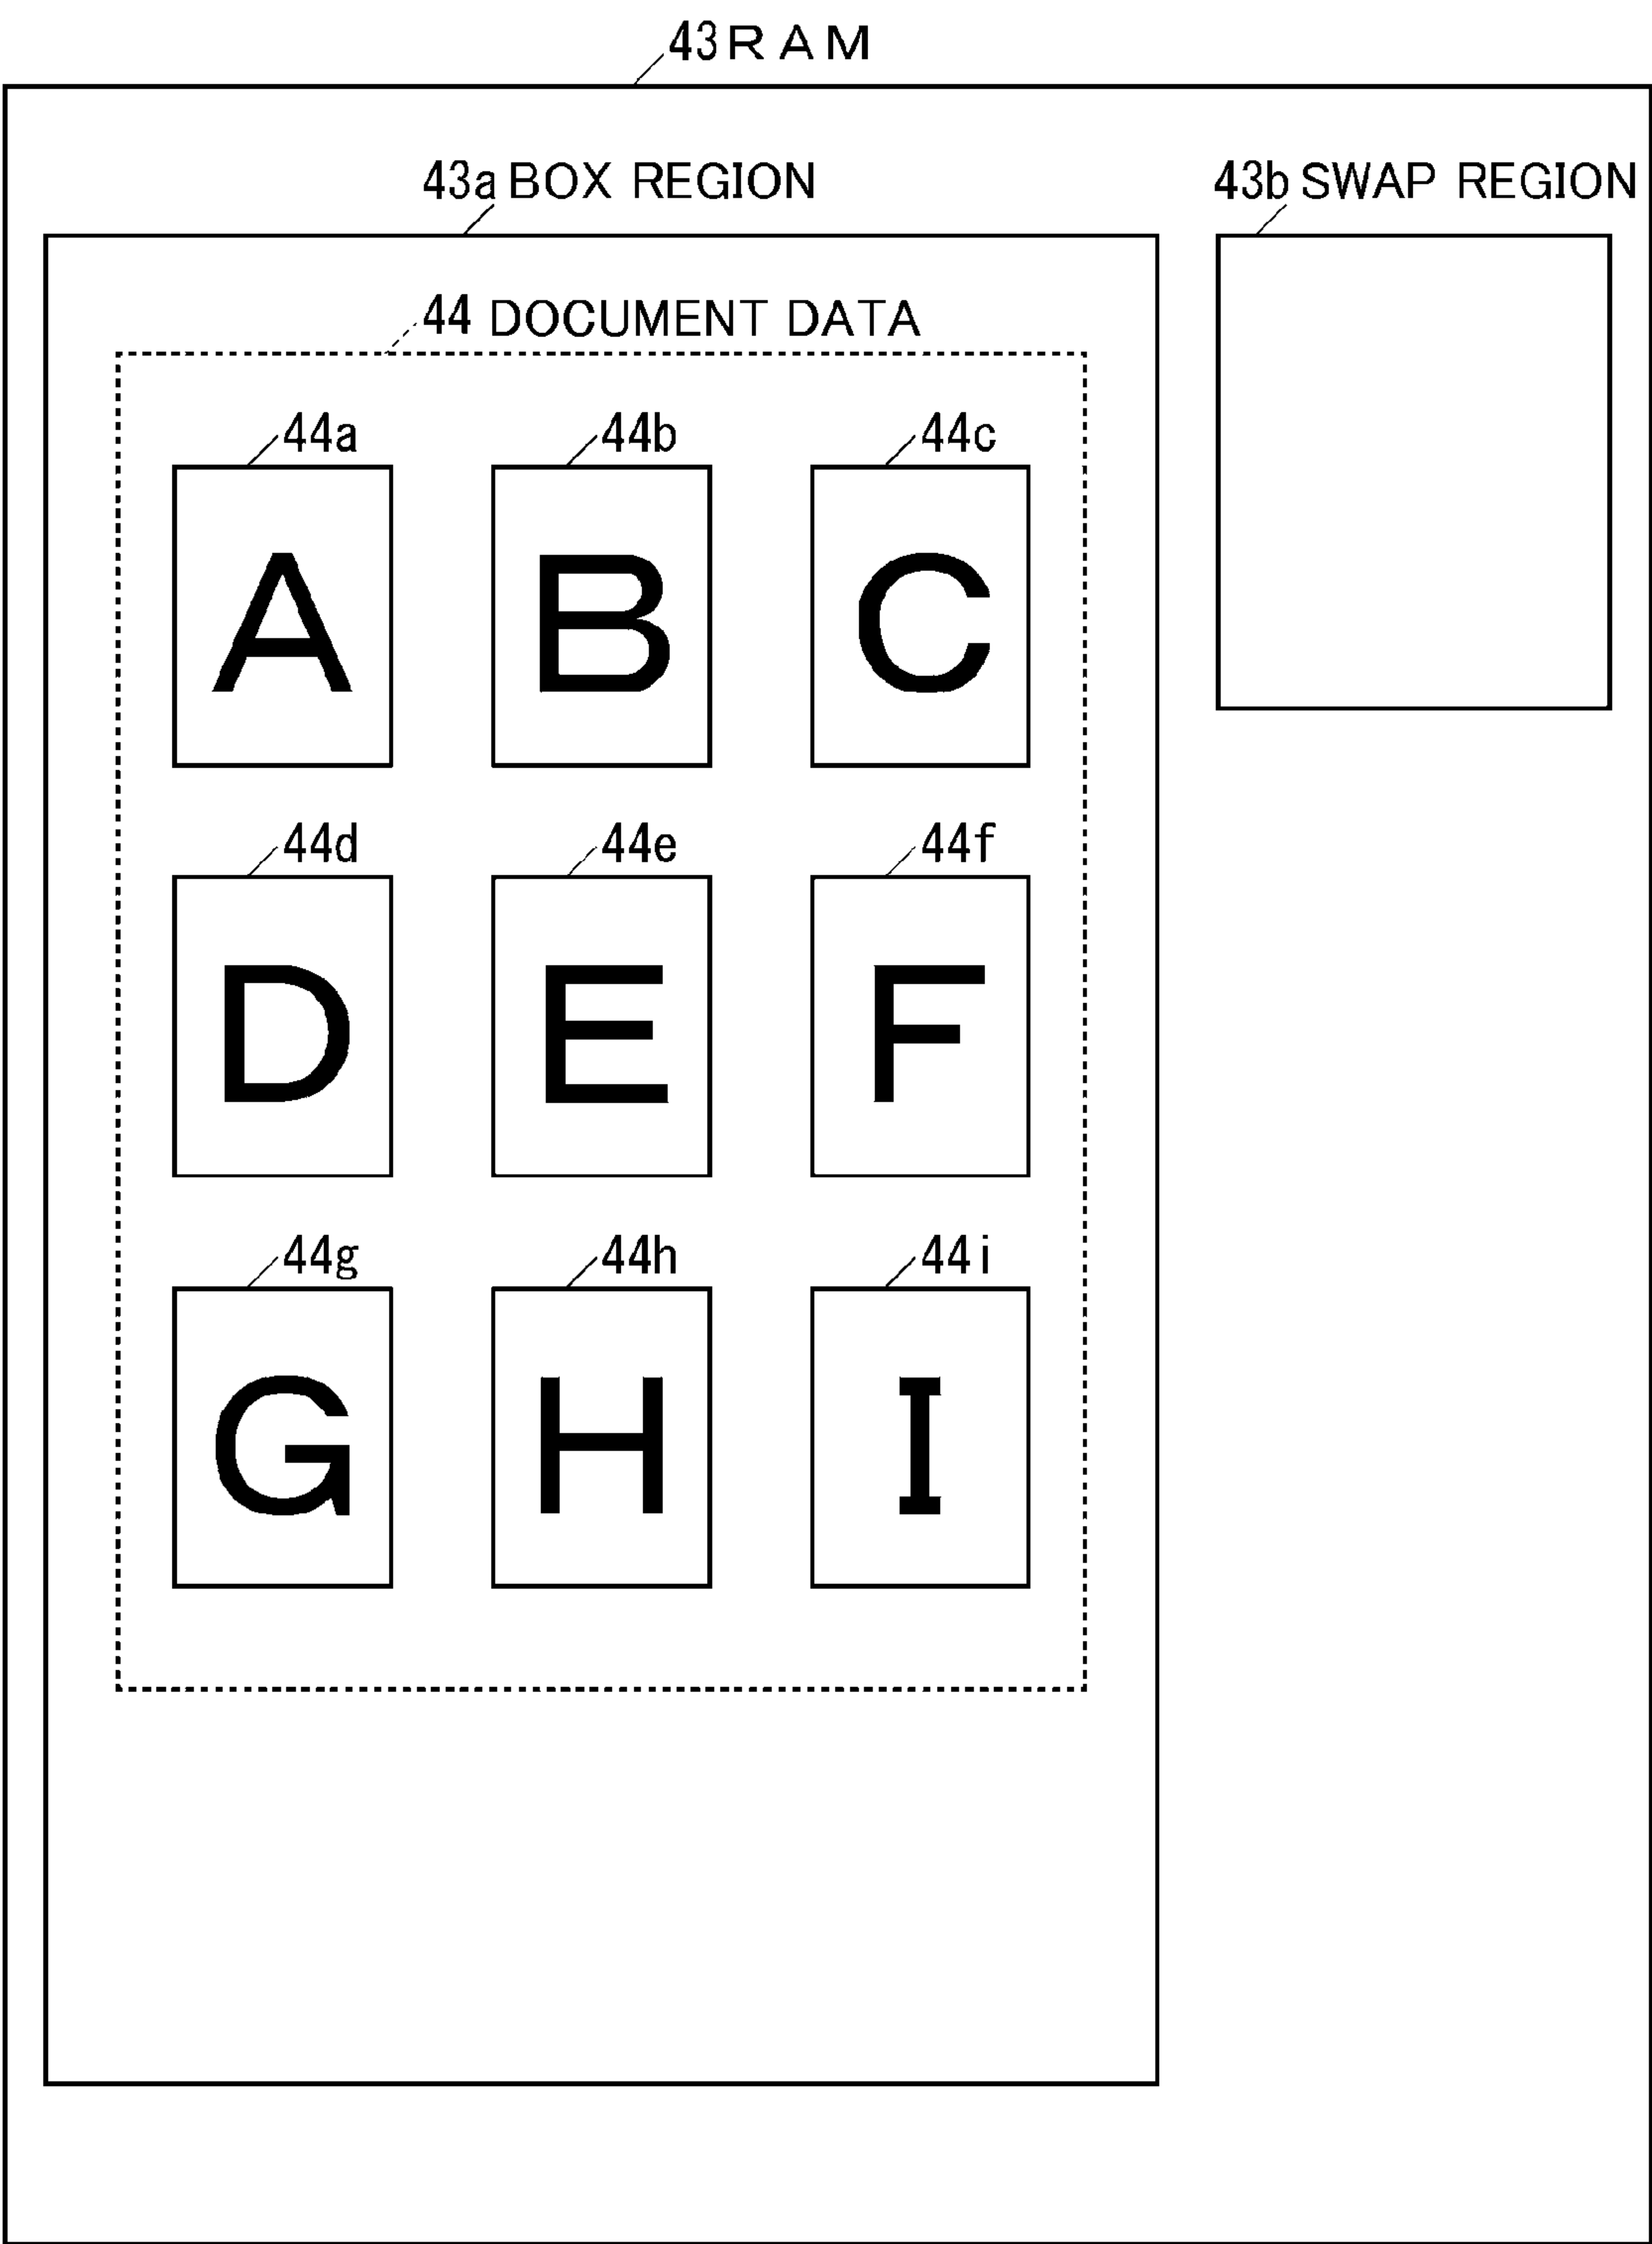 43 RAM
43a BOX REGION
43b SWAP REGION
44 DOCUMENT DATA
44a 44b 44c
A B C
44d 44e 44f
D E F
44g 44h 44i
G H I